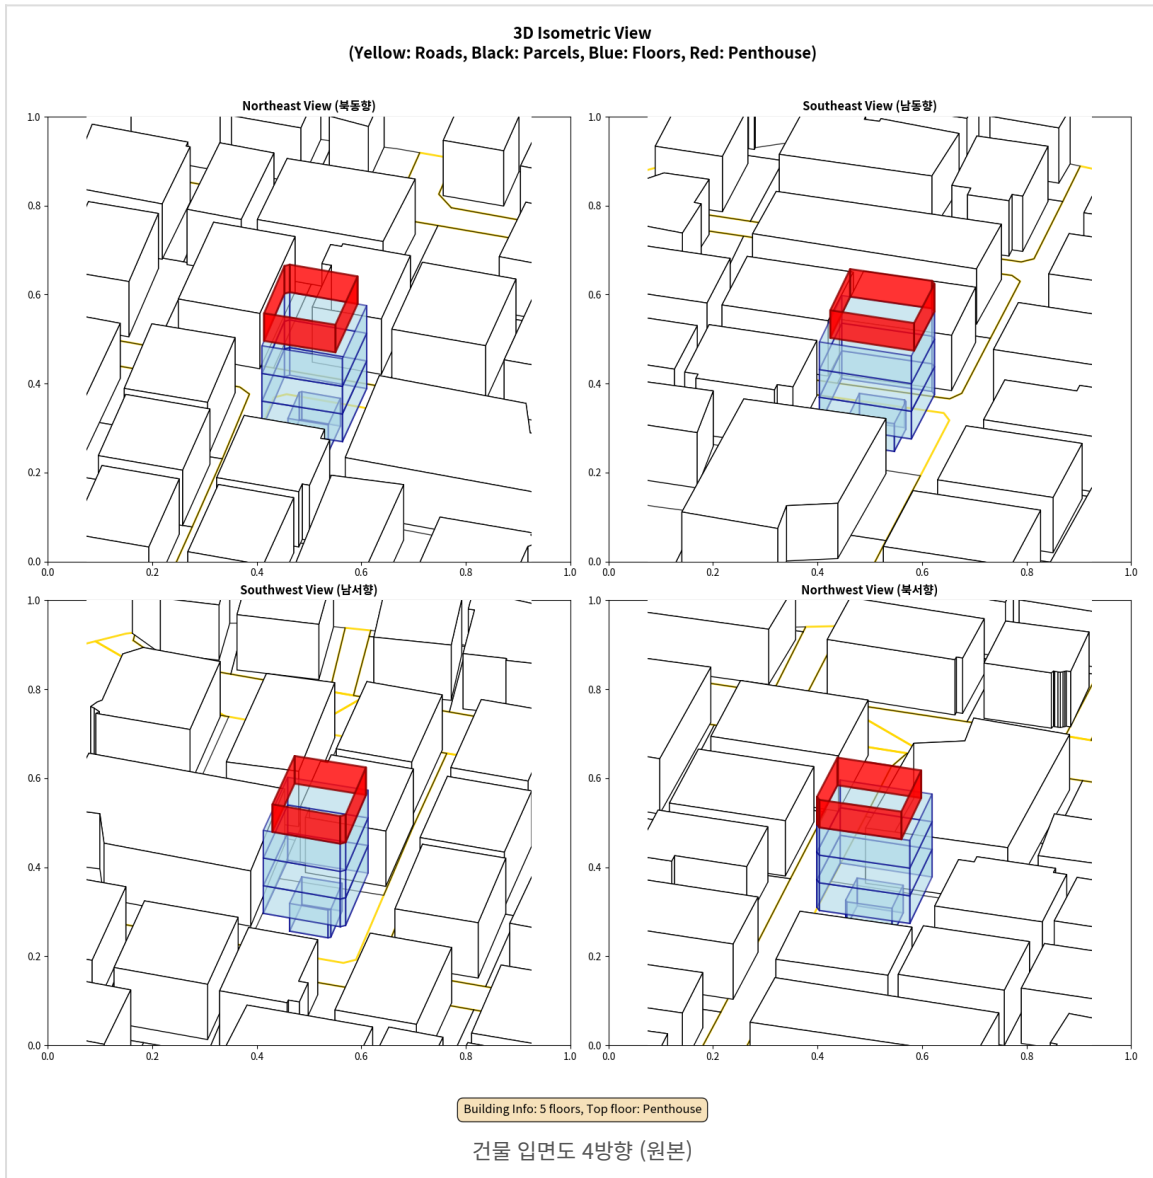 3D Isometric View
(Yellow: Roads, Black: Parcels, Blue: Floors, Red: Penthouse)
Northeast View (북동향)
1.0
0.8
0.6
0.4
0.2
0.0
0.0 0.2 0.4 0.6 0.8 1.0
Southeast View (남동향)
1.0
0.8
0.6
0.4
0.2
0.0
0.0 0.2 0.4 0.6 0.8 1.0
Southwest View (남서향)
1.0
0.8
0.6
0.4
0.2
0.0
0.0 0.2 0.4 0.6 0.8 1.0
Northwest View (북서향)
1.0
0.8
0.6
0.4
0.2
0.0
0.0 0.2 0.4 0.6 0.8 1.0
Building Info: 5 floors, Top floor: Penthouse
건물 입면도 4방향 (원본)